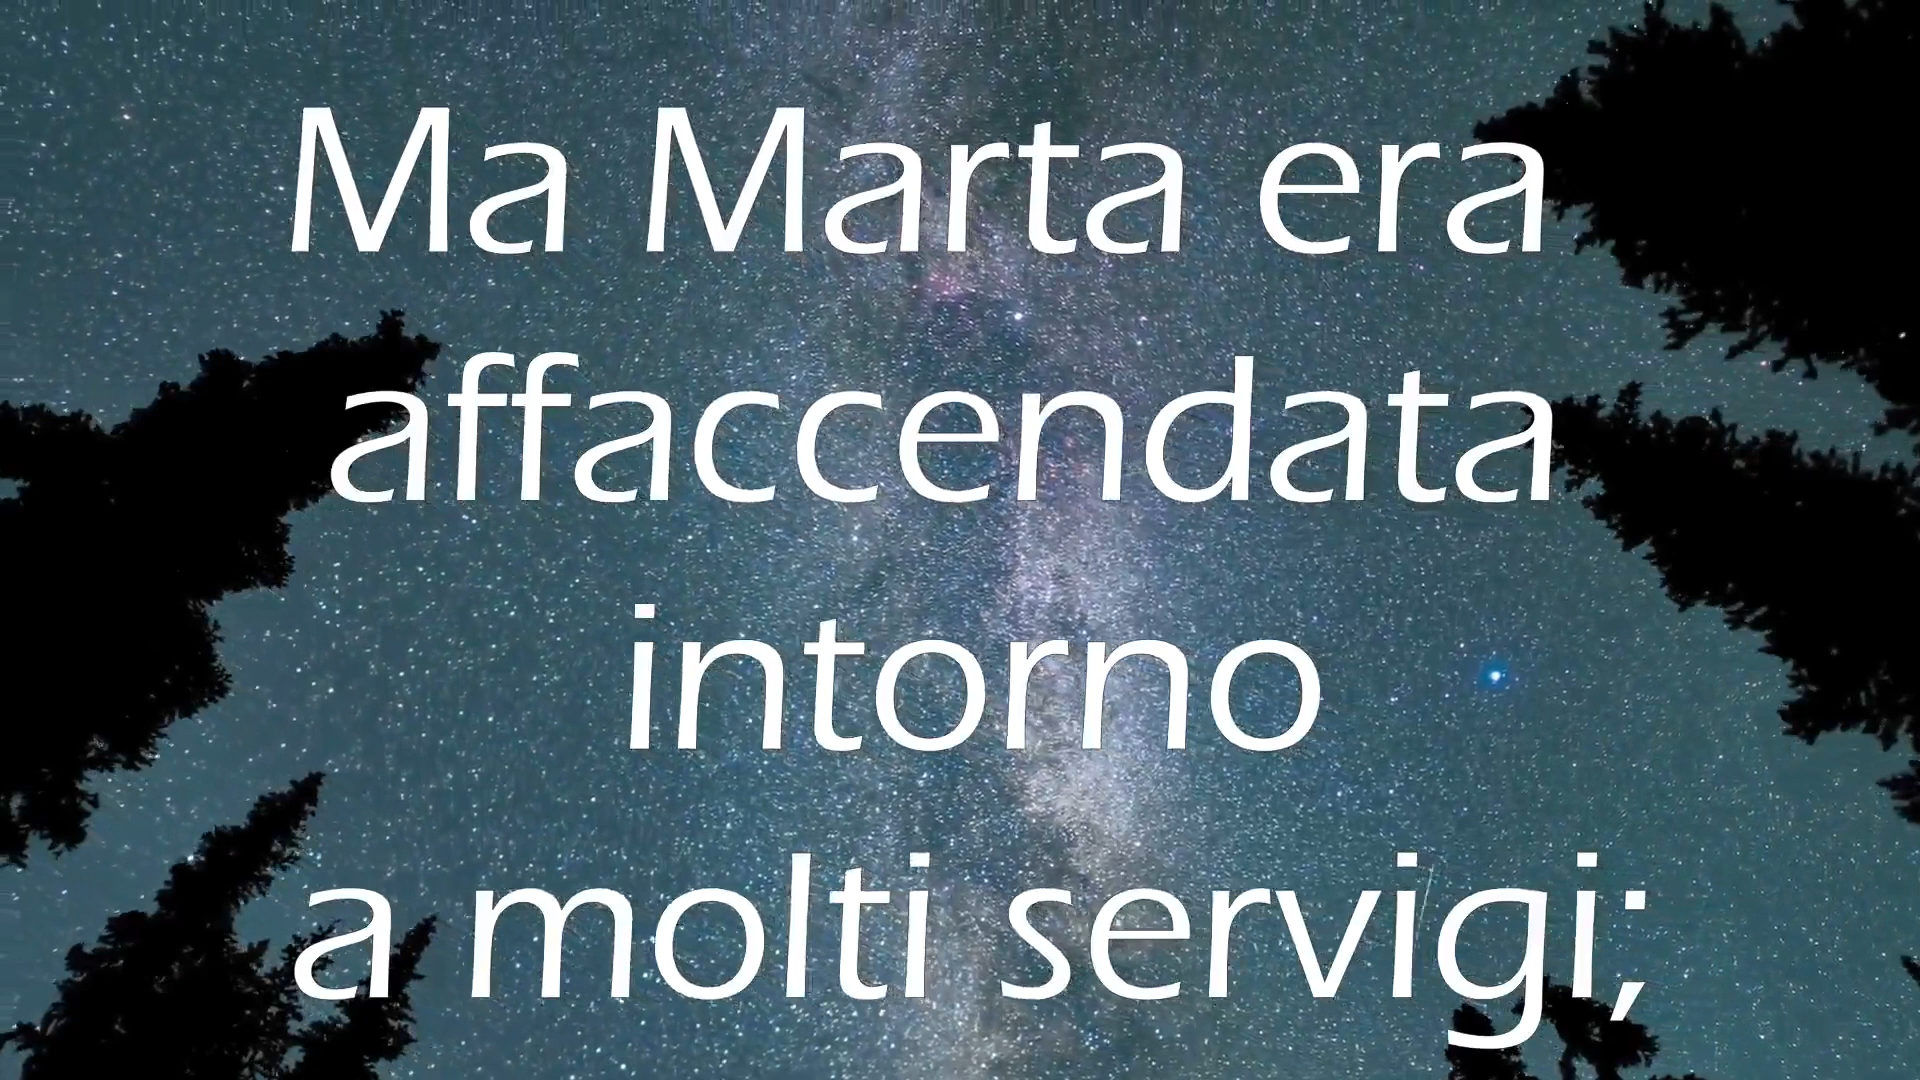 Ma Marta era
affaccendata
intorno
a molti servigi;